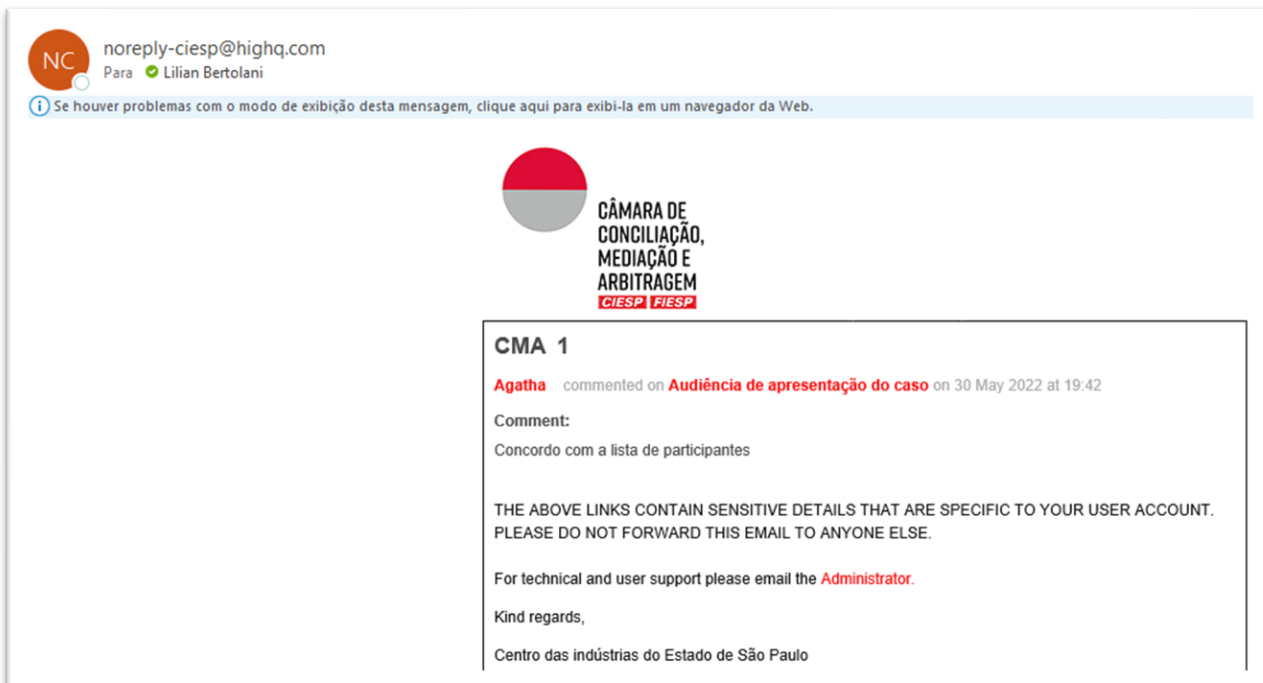 NC
noreply-ciesp@highq.com
Para Lilian Bertolani
Se houver problemas com o modo de exibição desta mensagem, clique aqui para exibi-la em um navegador da Web.
CÂMARA DE
CONCILIAÇÃO,
MEDIAÇÃO E
ARBITRAGEM
CIESP FIESP
CMA 1
Agatha commented on Audiência de apresentação do caso on 30 May 2022 at 19:42
Comment:
Concordo com a lista de participantes
THE ABOVE LINKS CONTAIN SENSITIVE DETAILS THAT ARE SPECIFIC TO YOUR USER ACCOUNT.
PLEASE DO NOT FORWARD THIS EMAIL TO ANYONE ELSE.
For technical and user support please email the Administrator.
Kind regards,
Centro das indústrias do Estado de São Paulo